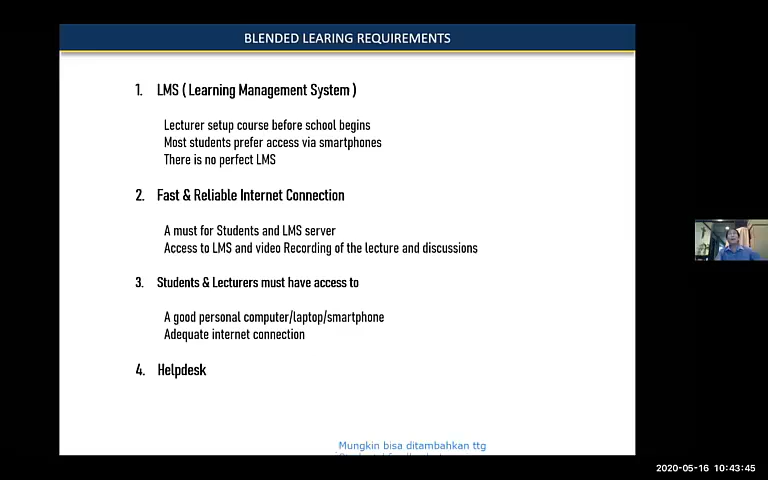 BLENDED LEARING REQUIREMENTS
1. LMS ( Learning Management System )
Lecturer setup course before school begins
Most students prefer access via smartphones
There is no perfect LMS
2. Fast & Reliable Internet Connection
A must for Students and LMS server
Access to LMS and video Recording of the lecture and discussions
3. Students & Lecturers must have access to
A good personal computer/laptop/smartphone
Adequate internet connection
4. Helpdesk
Mungkin bisa ditambahkan ttg
2020-05-16 10:43:45